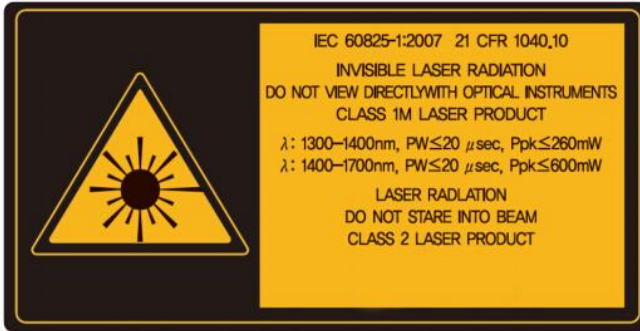 IEC 60825-1:2007 21 CFR 1040.10
INVISIBLE LASER RADIATION
DO NOT VIEW DIRECTLYWITH OPTICAL INSTRUMENTS
CLASS 1M LASER PRODUCT
λ: 1300-1400nm, PW≤20 μsec, Ppk≤260mW
λ: 1400-1700nm, PW≤20 μsec, Ppk≤600mW
LASER RADLATION
DO NOT STARE INTO BEAM
CLASS 2 LASER PRODUCT